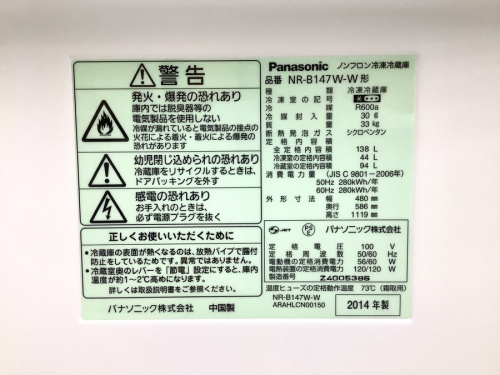 警告
発火・爆発の恐れあり
庫内では脱臭器等の
電気製品を使用しない
冷媒が漏れていると電気製品の接点の
火花による着火・着火による爆発の
恐れがあります
幼児閉じ込められの恐れあり
冷蔵庫をリサイクルするときは、
ドアパッキングを外す
感電の恐れあり
お手入れのときは、
必ず電源プラグを抜く
正しくお使いいただくために
●冷蔵庫の表面が熱くなるのは、放熱パイプで露付
防止をしているためです。異常ではありません。
●冷蔵室奥のレバーを「節電」設定にすると、庫内
温度が約1~2℃高めになります。
詳しくは取扱説明書をご覧ください。
パナソニック株式会社 中国製
Panasonic ノンフロン冷凍冷蔵庫
品番 NR-B147W-W 形
種類 冷凍冷蔵庫
冷凍室の記号
冷媒 R600a
冷媒封入量 30 g
質量 33 kg
断熱発泡ガス シクロペンタン
定格内容積
全定格内容積 138 L
冷凍室の定格内容積 44 L
冷蔵室の定格内容積 94 L
消費電力量 (JIS C 9801-2006年)
50Hz 280kWh/年
60Hz 280kWh/年
外形寸法 幅 480 mm
奥行 586 mm
高さ 1119 mm
JET PS E パナソニック株式会社
定格電圧 100 V
定格周波数 50/60 Hz
電動機の定格消費電力 56/60 W
電熱装置の定格消費電力 120/120 W
製造番号 Z4005386
温度ヒューズの定格動作温度 73℃(霜取用)
NR-B147W-W
ARAHLCN00150
2014 年製